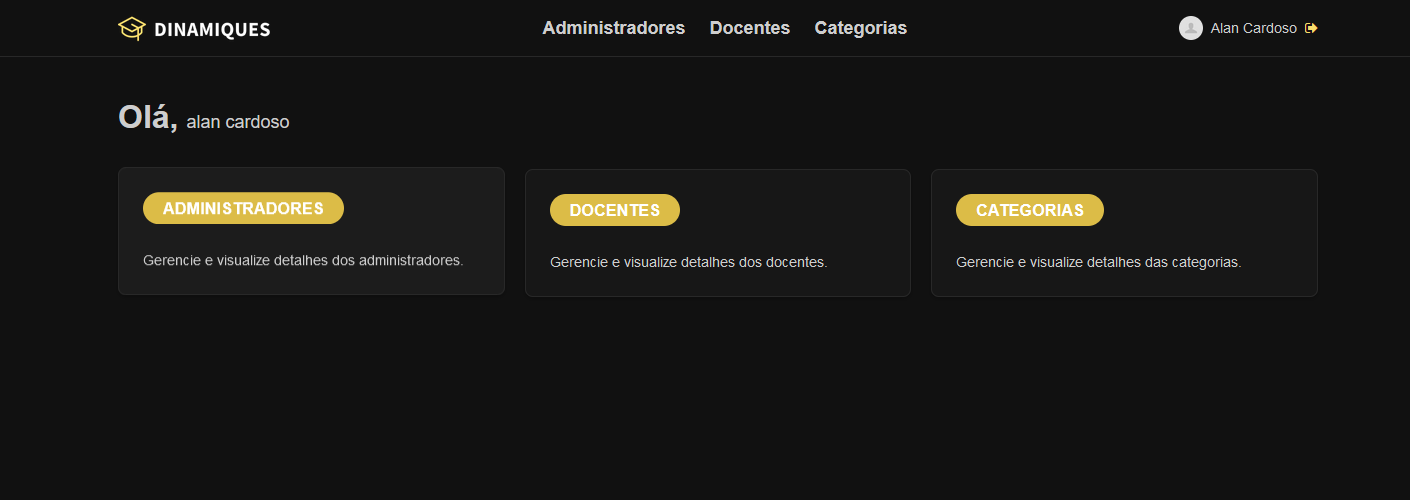 DINAMIQUES
Administradores Docentes Categorias
Alan Cardoso
Olá, alan cardoso
ADMINISTRADORES
Gerencie e visualize detalhes dos administradores.
DOCENTES
Gerencie e visualize detalhes dos docentes.
CATEGORIAS
Gerencie e visualize detalhes das categorias.